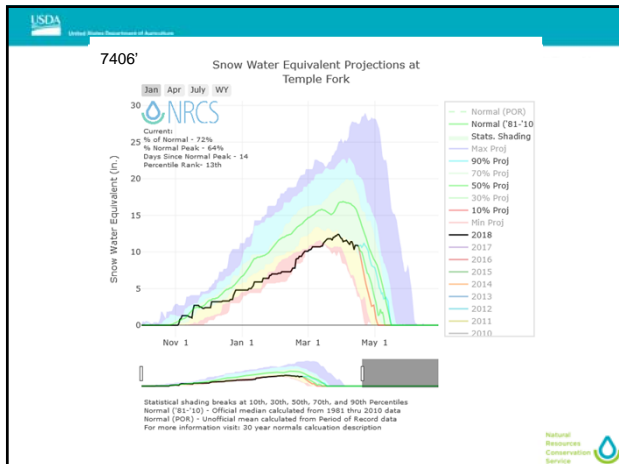 USDA
United States Department of Agriculture
7406’
Snow Water Equivalent Projections at
Temple Fork
Jan Apr July WY
NRCS
Current:
% of Normal - 72%
% Normal Peak - 64%
Days Since Normal Peak - 14
Percentile Rank- 13th
Snow Water Equivalent (in.)
30
25
20
15
10
5
0
Nov 1 Jan 1 Mar 1 May 1
Normal (POR)
Normal ('81-'10
Stats. Shading
Max Proj
90% Proj
70% Proj
50% Proj
30% Proj
10% Proj
Min Proj
2018
2017
2016
2015
2014
2013
2012
2011
2010
Statistical shading breaks at 10th, 30th, 50th, 70th, and 90th Percentiles
Normal ('81-'10) - Official median calculated from 1981 thru 2010 data
Normal (POR) - Unofficial mean calculated from Period of Record data
For more information visit: 30 year normals calcuation description
Natural
Resources
Conservation
Service